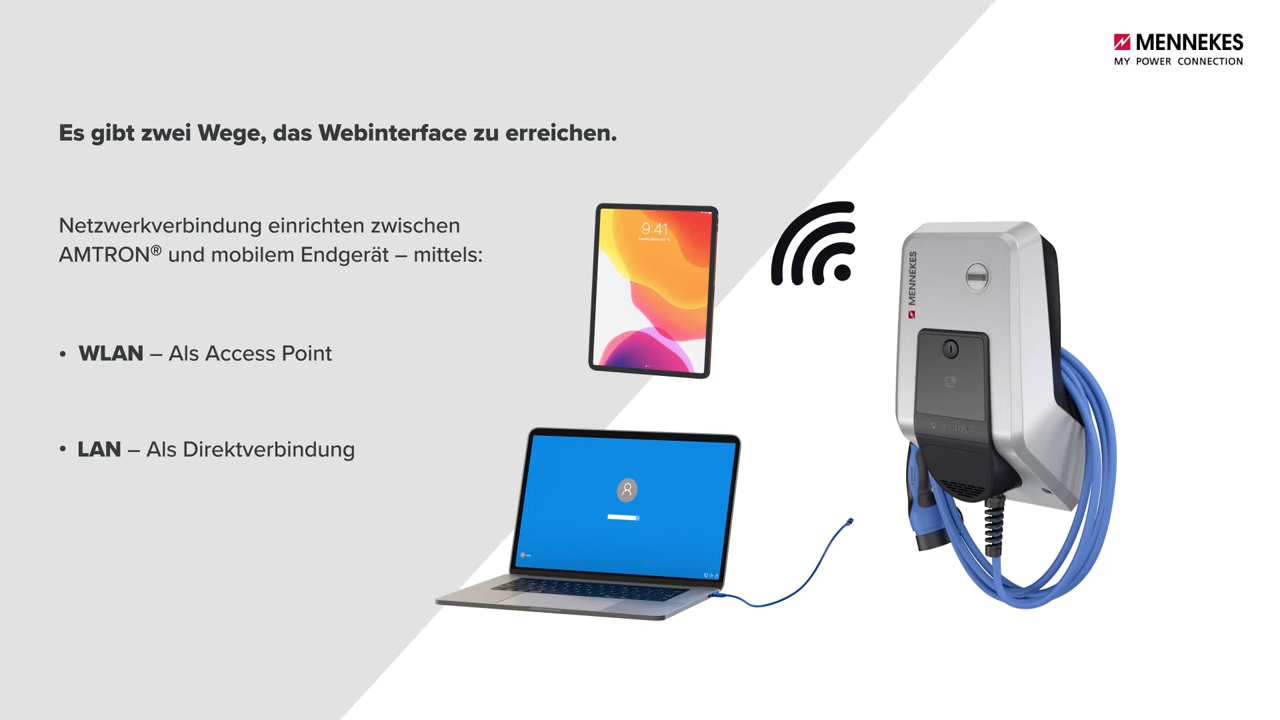 MENNEKES
MY POWER CONNECTION
Es gibt zwei Wege, das Webinterface zu erreichen.
Netzwerkverbindung einrichten zwischen
AMTRON® und mobilem Endgerät – mittels:
• WLAN – Als Access Point
• LAN – Als Direktverbindung
9:41
MENNEKES